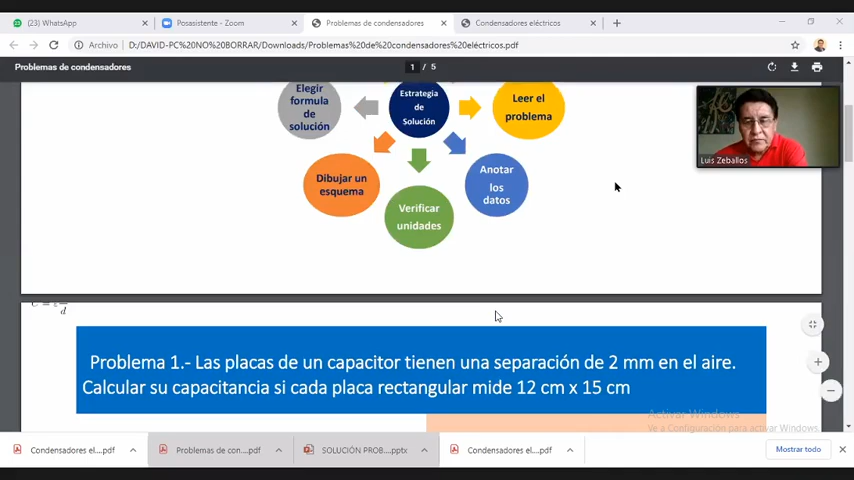 (23) WhatsApp
Posasistente - Zoom
Problemas de condensadores
Condensadores eléctricos
Archivo
D:/DAVID-PC%20NO%20BORRAR/Downloads/Problemas%20de%20condensadores%20eléctricos.pdf
Problemas de condensadores
1 / 5
Elegir
formula
de
solución
Estrategia
de
Solución
Leer el
problema
Dibujar un
esquema
Verificar
unidades
Anotar
los
datos
Luis Zeballos
d
Problema 1.- Las placas de un capacitor tienen una separación de 2 mm en el aire.
Calcular su capacitancia si cada placa rectangular mide 12 cm x 15 cm
Activar Windows
Ve a Configuración para activar Windows.
Condensadores el....pdf
Problemas de con....pdf
SOLUCIÓN PROB....pptx
Condensadores el....pdf
Mostrar todo